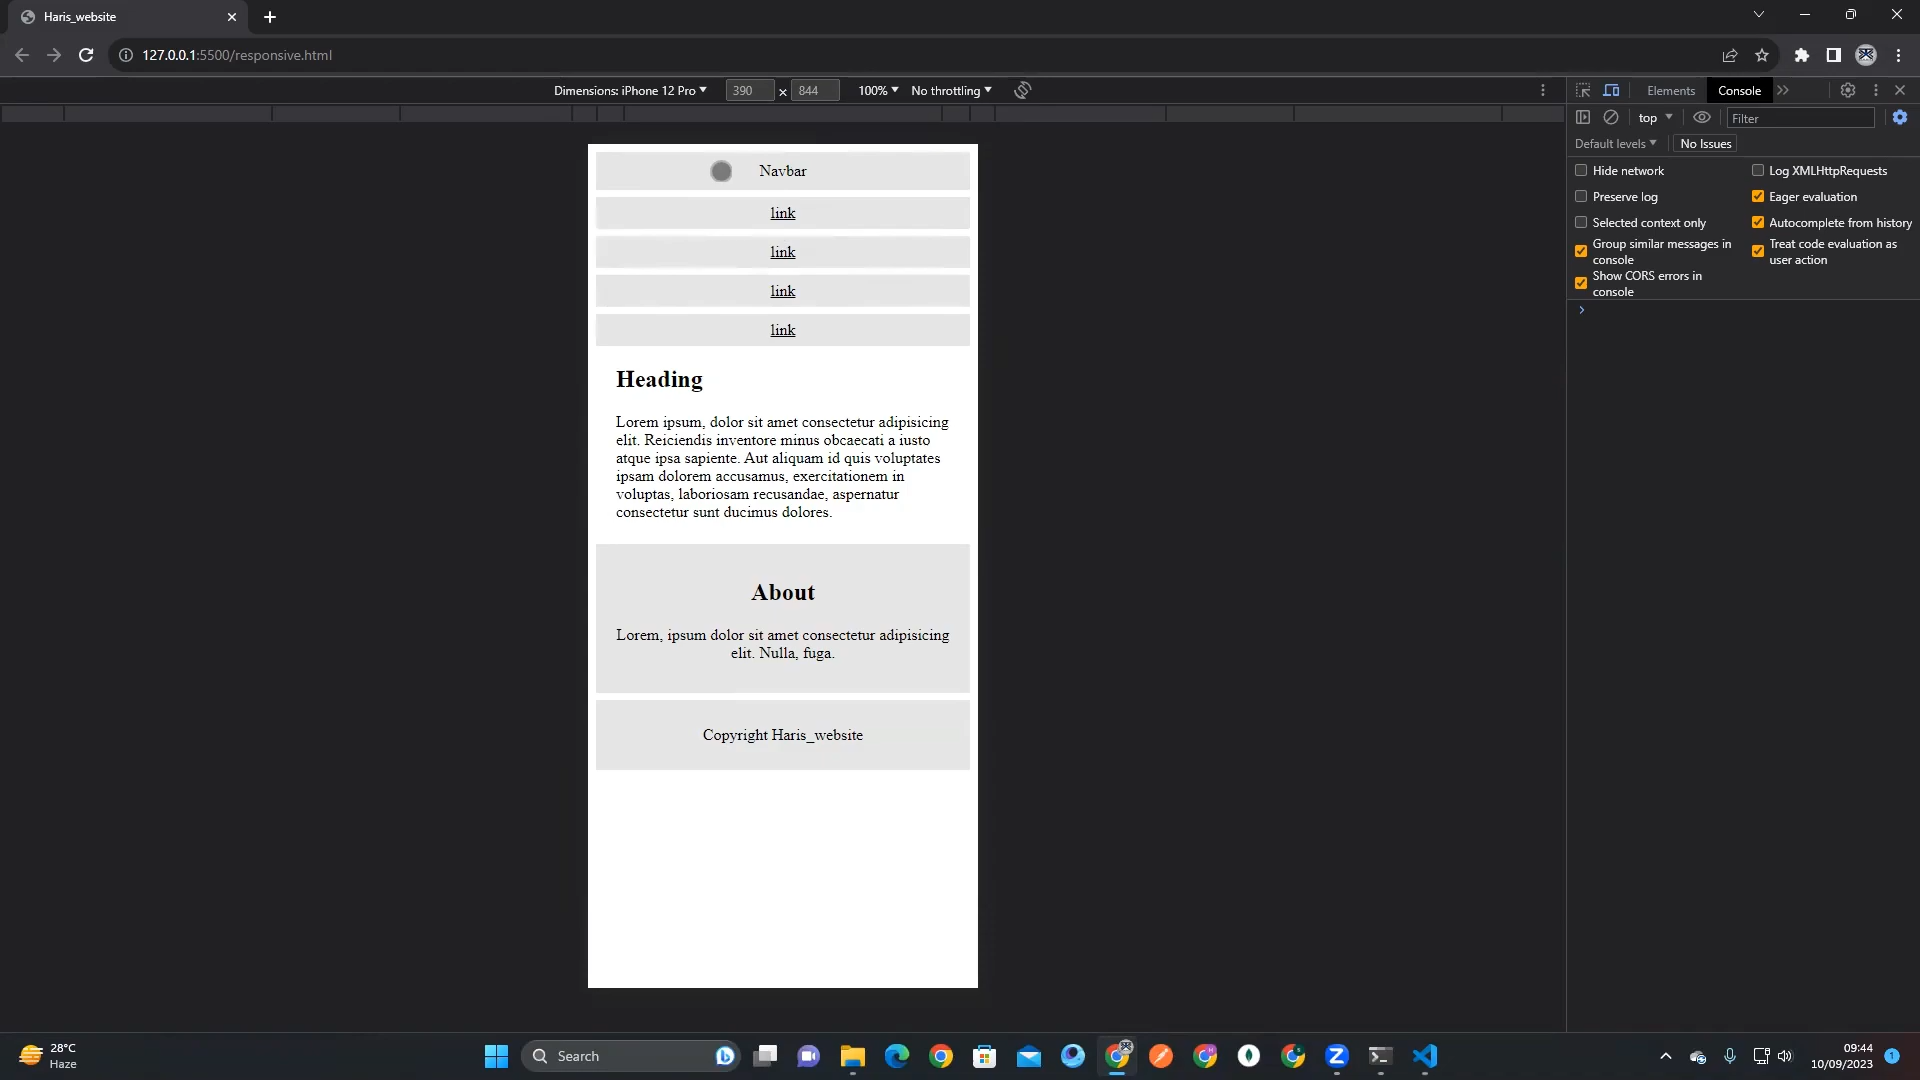 Haris_website
127.0.0.1:5500/responsive.html
Dimensions: iPhone 12 Pro 390 × 844 100% No throttling
Elements Console
top Filter
Default levels No Issues
Hide network Log XMLHttpRequests
Preserve log Eager evaluation
Selected context only Autocomplete from history
Group similar messages in
console
Treat code evaluation as
user action
Show CORS errors in
console
Navbar
link
link
link
link
Heading
Lorem ipsum, dolor sit amet consectetur adipisicing
elit. Reiciendis inventore minus obcaecati a iusto
atque ipsa sapiente. Aut aliquam id quis voluptates
ipsam dolorem accusamus, exercitationem in
voluptas, laboriosam recusandae, aspernatur
consectetur sunt ducimus dolores.
About
Lorem, ipsum dolor sit amet consectetur adipisicing
elit. Nulla, fuga.
Copyright Haris_website
28°C
Haze
Search
09:44
10/09/2023
1